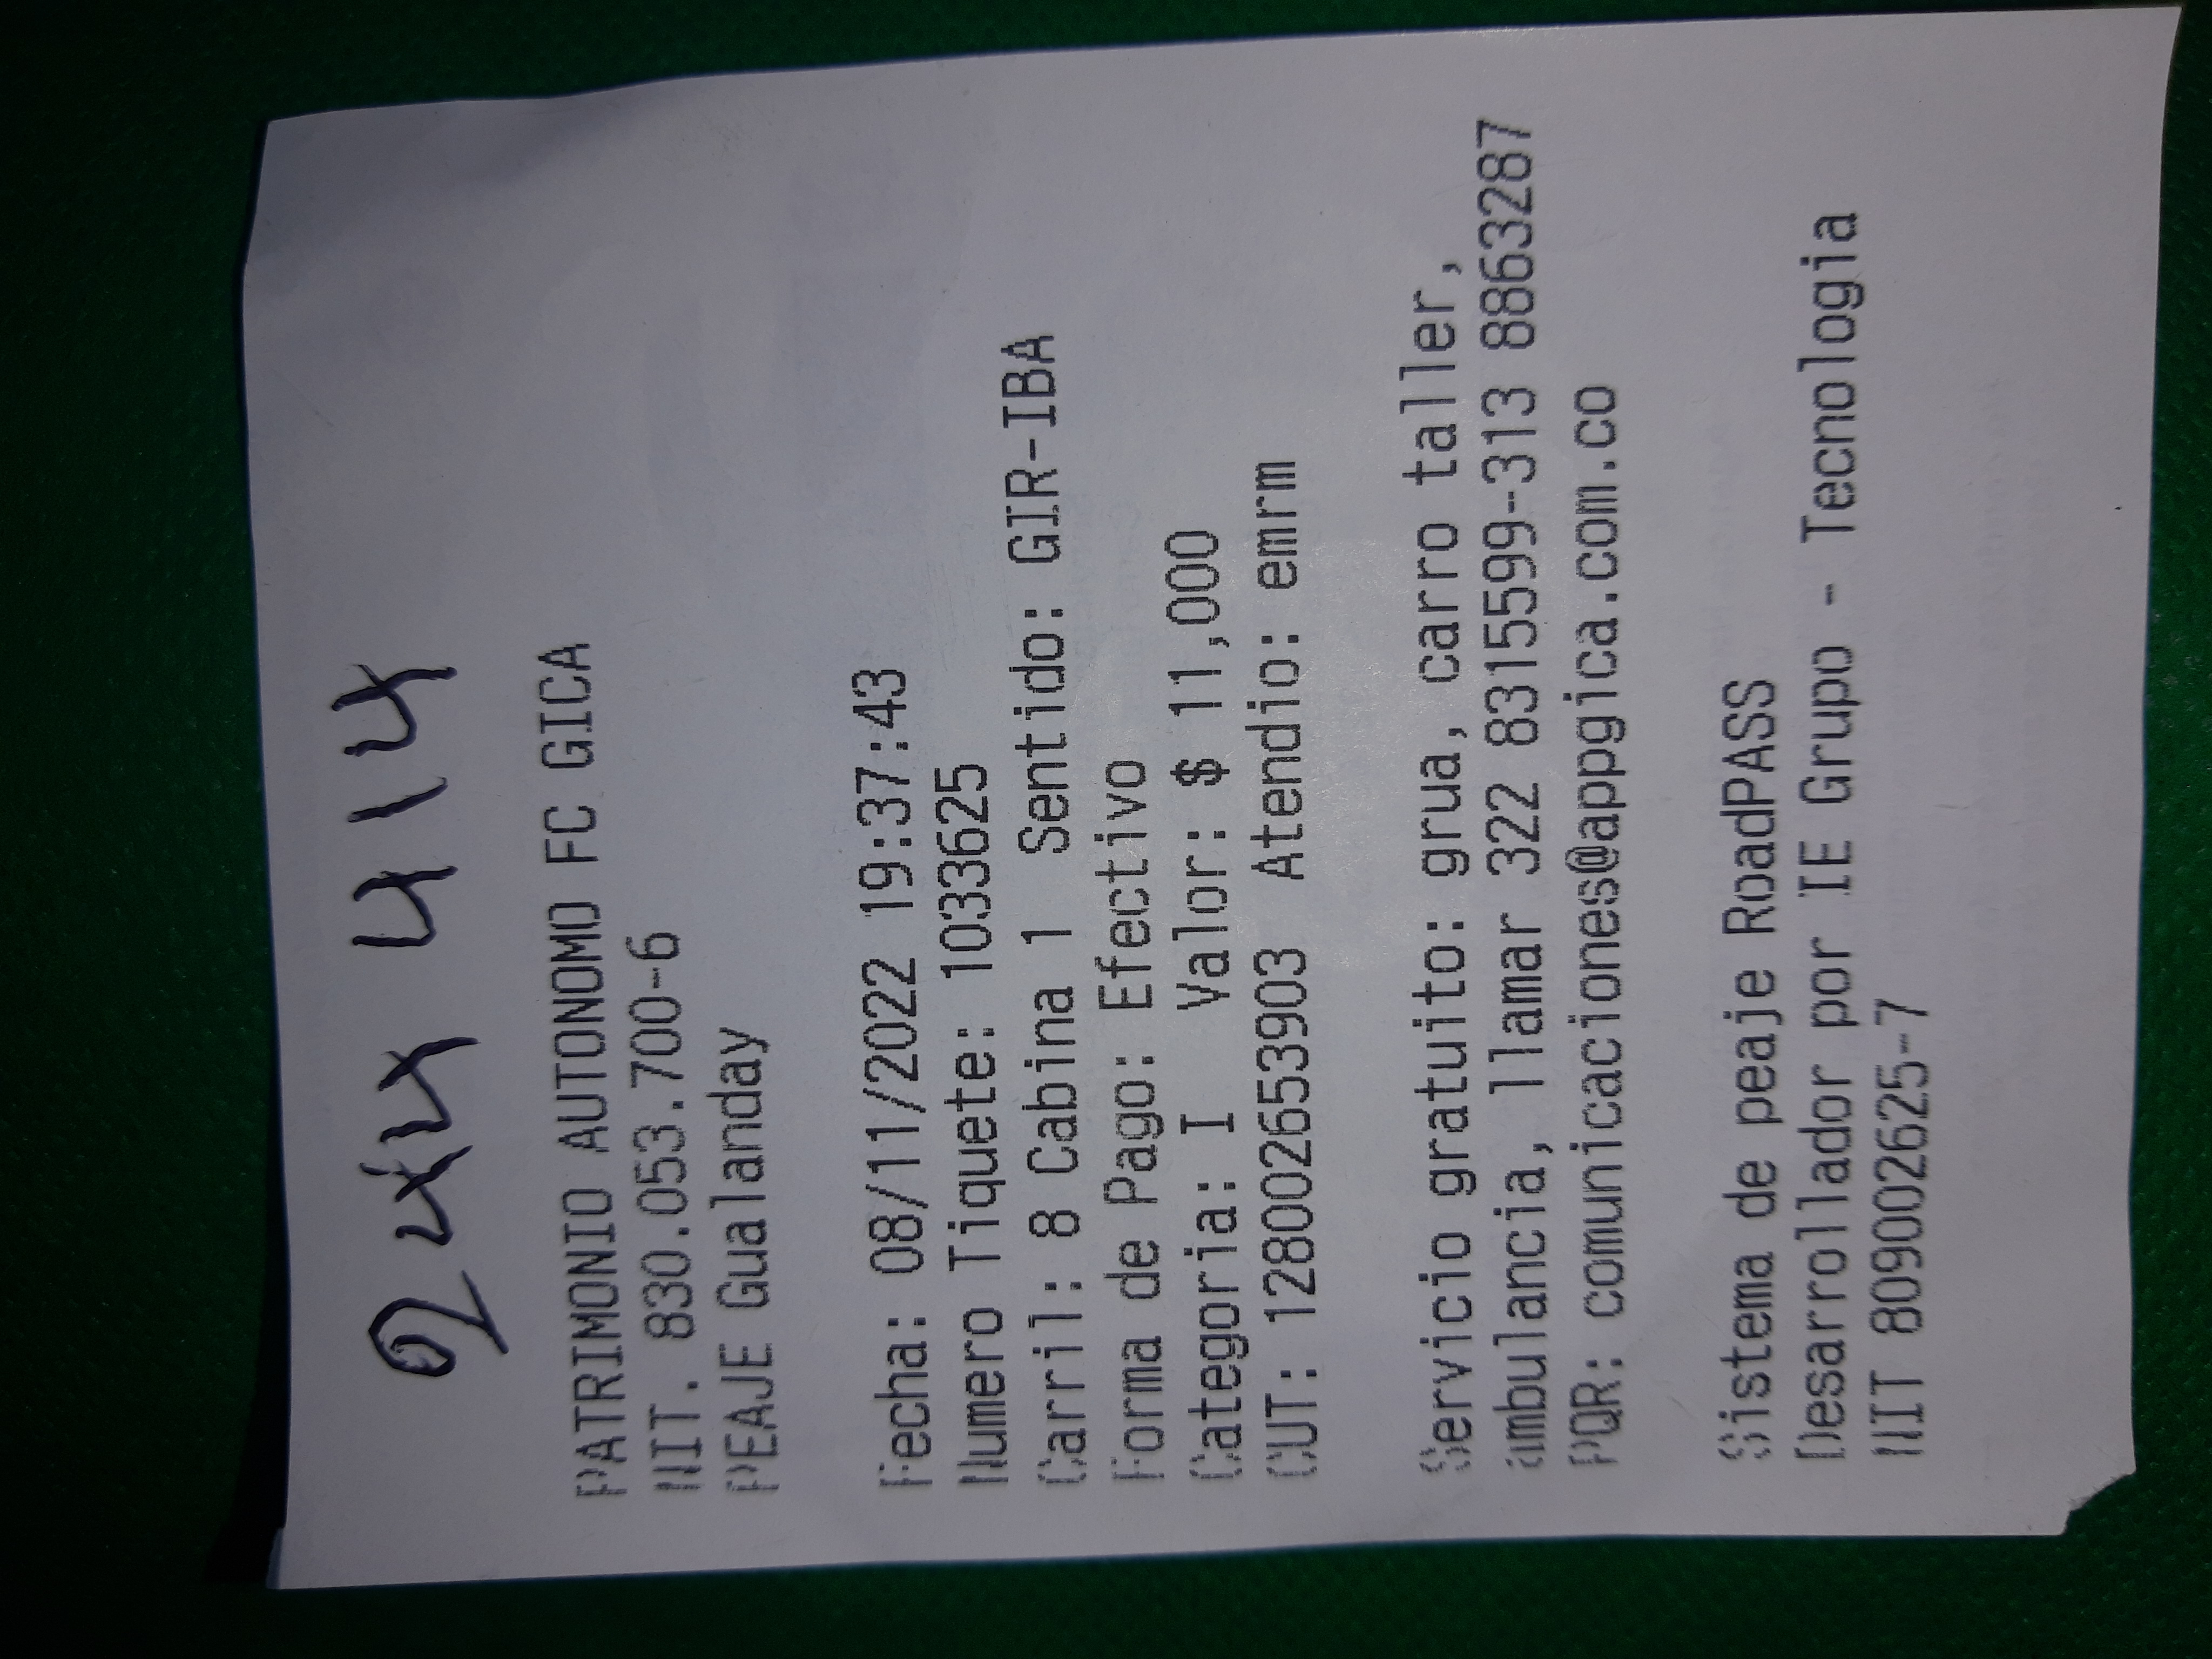 244 414
PATRIMONIO AUTONOMO FC GICA
NIT. 830.053.700-6
PEAJE Gualanday
Fecha: 08/11/2022 19:37:43
Numero Tiquete: 1033625
Carril: 8 Cabina 1 Sentido: GIR-IBA
Forma de Pago: Efectivo
Categoria: I Valor: $ 11,000
CUT: 128002653903 Atendio: emrm
Servicio gratuito: grua, carro taller,
ambulancia, llamar 322 8315599-313 8863287
PQR: comunicaciones@appgica.com.co
Sistema de peaje RoadPASS
Desarrollador por IE Grupo - Tecnologia
NIT 809002625-7